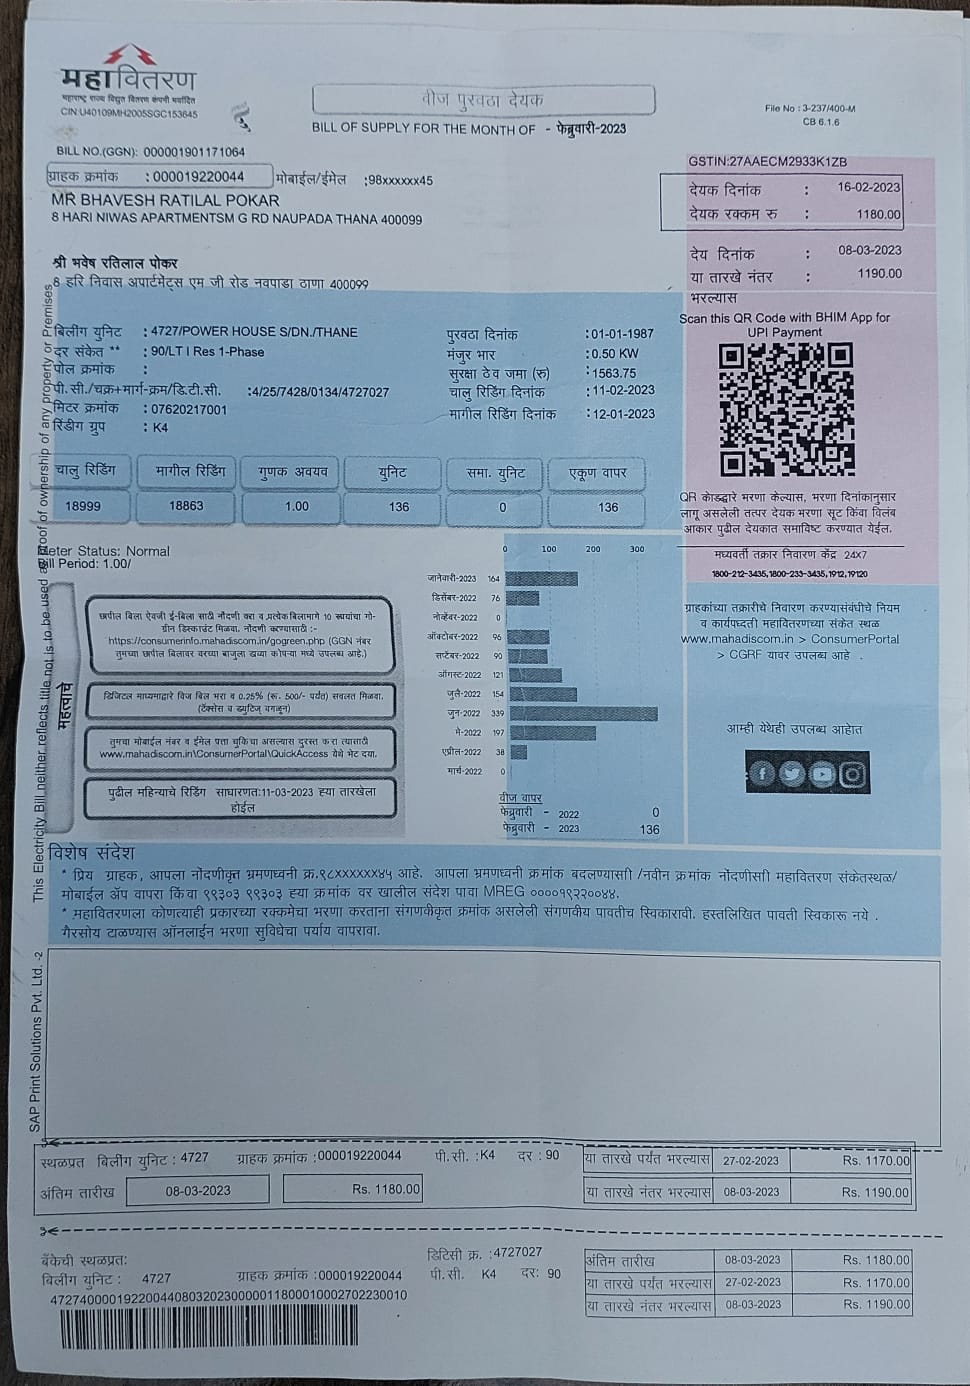 महावितरण
महाराष्ट्र राज्य विद्युत वितरण कंपनी मर्यादित
CIN:U40109MH2005SGC153645
वीज पुरवठा देयक
BILL OF SUPPLY FOR THE MONTH OF - फेब्रुवारी-2023
File No : 3-237/400-M
CB 6.1.6
BILL NO.(GGN): 000001901171064
ग्राहक क्रमांक : 000019220044 मोबाईल/ईमेल :98xxxxxx45
MR BHAVESH RATILAL POKAR
8 HARI NIWAS APARTMENTSM G RD NAUPADA THANA 400099
GSTIN:27AAECM2933K1ZB
देयक दिनांक : 16-02-2023
देयक रक्कम रु : 1180.00
देय दिनांक : 08-03-2023
या तारखे नंतर : 1190.00
भरल्यास
श्री भवेष रतिलाल पोकर
8 हरि निवास अपार्टमेंट्स एम जी रोड नवपाडा ठाणा 400099
Scan this QR Code with BHIM App for
UPI Payment
बिलींग युनिट : 4727/POWER HOUSE S/DN./THANE
दर संकेत ** : 90/LT I Res 1-Phase
पोल क्रमांक :
पी.सी./चक्र+मार्ग-क्रम/डि.टी.सी. :4/25/7428/0134/4727027
मिटर क्रमांक : 07620217001
रिडींग ग्रुप : K4
पुरवठा दिनांक :01-01-1987
मंजुर भार :0.50 KW
सुरक्षा ठेव जमा (रु) :1563.75
चालु रिडिंग दिनांक :11-02-2023
मागील रिडिंग दिनांक :12-01-2023
चालु रिडिंग मागील रिडिंग गुणक अवयव युनिट समा. युनिट एकूण वापर
18999 18863 1.00 136 0 136
QR कोडद्वारे भरणा केल्यास, भरणा दिनांकानुसार
लागू असलेली तत्पर देयक भरणा सूट किंवा विलंब
आकार पुढील देयकात समाविष्ट करण्यात येईल.
मध्यवर्ती तक्रार निवारण केंद्र 24X7
1800-212-3435,1800-233-3435,1912,19120
Meter Status: Normal
Bill Period: 1.00/
महत्वाचे
छापील बिला ऐवजी ई-बिला साठी नोंदणी करा व प्रत्येक बिलामागे 10 रुपयांचा गो-
ग्रीन डिस्काउंट मिळवा. नोंदणी करण्यासाठी :-
https://consumerinfo.mahadiscom.in/gogreen.php (GGN नंबर
तुमच्या छापील बिलावर वरच्या बाजुला डाव्या कोपऱ्या मध्ये उपलब्ध आहे.)
डिजिटल माध्यमाद्वारे विज बिल भरा व 0.25% (रू. 500/- पर्यंत) सवलत मिळवा.
(टॅक्सेस व ड्युटिज् वगळून)
तुमचा मोबाईल नंबर व ईमेल पत्ता चुकिचा असल्यास दुरस्त करा त्यासाठी
www.mahadiscom.in\ConsumerPortal\QuickAccess येथे भेट दया.
पुढील महिन्याचे रिडिंग साधारणत:11-03-2023 ह्या तारखेला
होईल
0 100 200 300
जानेवारी-2023 164
डिसेंबर-2022 76
नोव्हेंबर-2022 0
ऑक्टोबर-2022 96
सप्टेंबर-2022 90
ऑगस्ट-2022 121
जुलै-2022 154
जुन-2022 339
मे-2022 197
एप्रील-2022 38
मार्च-2022 0
वीज वापर
फेब्रुवारी - 2022 0
फेब्रुवारी - 2023 136
ग्राहकांच्या तक्रारीचे निवारण करण्यासंबंधीचे नियम
व कार्यपध्दती महावितरणच्या संकेत स्थळ
www.mahadiscom.in > ConsumerPortal
> CGRF यावर उपलब्ध आहे .
आम्ही येथेही उपलब्ध आहोत
This Electricity Bill neither reflects title not is to be used as proof of ownership of any property or Premises
विशेष संदेश
* प्रिय ग्राहक, आपला नोंदणीकृत भ्रमणध्वनी क्र.९८XXXXXXX४५ आहे. आपला भ्रमणध्वनी क्रमांक बदलण्यासाी /नवीन क्रमांक नोंदणीसाी महावितरण संकेतस्थळ/
मोबाईल ॲप वापरा किंवा ९९३०३ ९९३०३ ह्या क्रमांक वर खालील संदेश पावा MREG ००००१९२२००४४.
* महावितरणला कोणत्याही प्रकारच्या रक्कमेचा भरणा करताना संगणकीकृत क्रमांक असलेली संगणकीय पावतीच स्विकारावी. हस्तलिखित पावती स्विकारू नये .
गैरसोय टाळण्यास ऑनलाईन भरणा सुविधेचा पर्याय वापरावा.
SAP Print Solutions Pvt. Ltd. -2
स्थळप्रत बिलींग युनिट : 4727 ग्राहक क्रमांक :000019220044 पी.सी. :K4 दर : 90 या तारखे पर्यंत भरल्यास 27-02-2023 Rs. 1170.00
अंतिम तारीख 08-03-2023 Rs. 1180.00 या तारखे नंतर भरल्यास 08-03-2023 Rs. 1190.00
बँकेची स्थळप्रत: डिटिसी क्र. :4727027 अंतिम तारीख 08-03-2023 Rs. 1180.00
बिलींग युनिट : 4727 ग्राहक क्रमांक :000019220044 पी.सी. K4 दर: 90 या तारखे पर्यंत भरल्यास 27-02-2023 Rs. 1170.00
या तारखे नंतर भरल्यास 08-03-2023 Rs. 1190.00